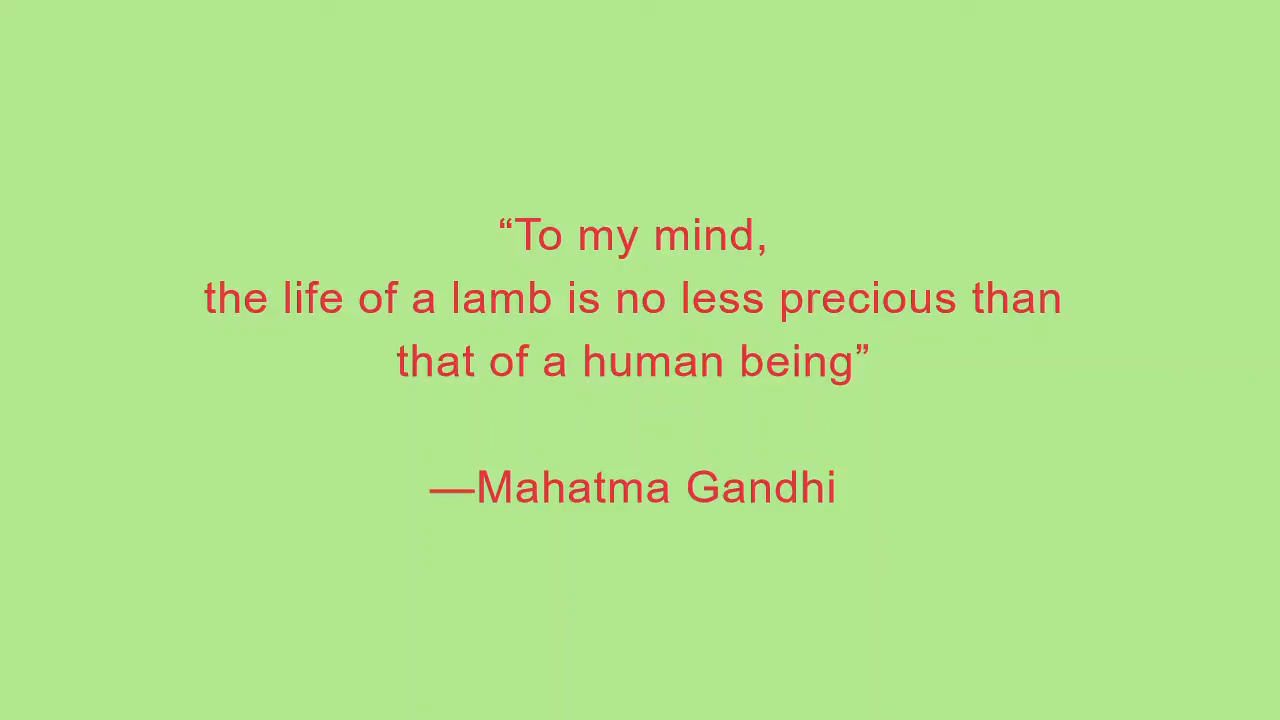 “To my mind,
the life of a lamb is no less precious than
that of a human being”
—Mahatma Gandhi